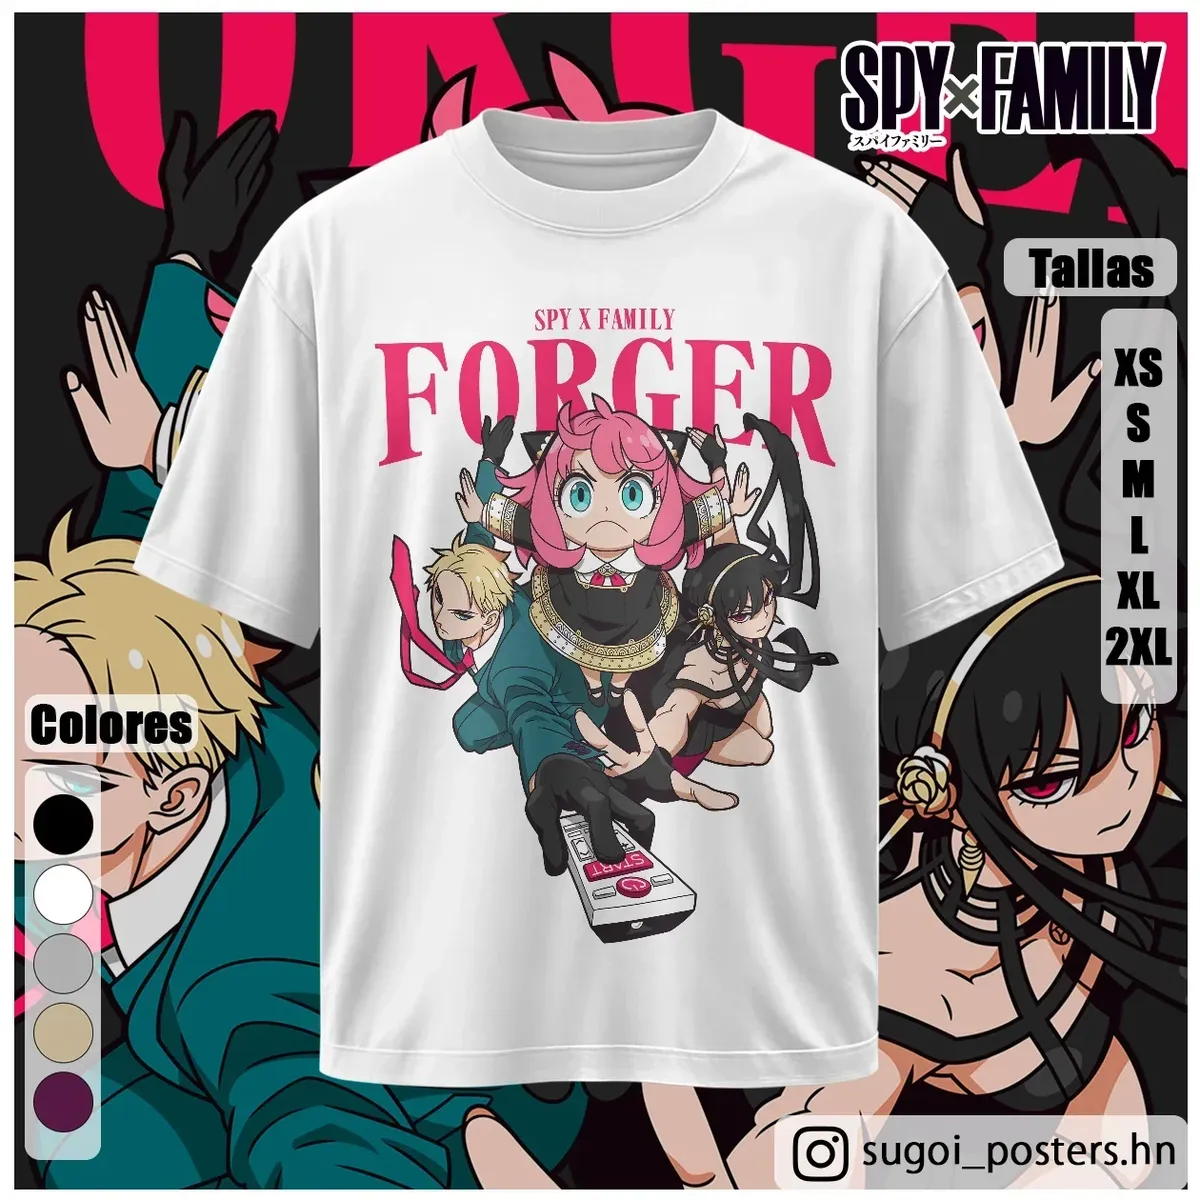 SPY×FAMILY
スパイファミリー
Tallas
XS
S
M
L
XL
2XL
SPY X FAMILY
FORGER
START
Colores
sugoi_posters.hn